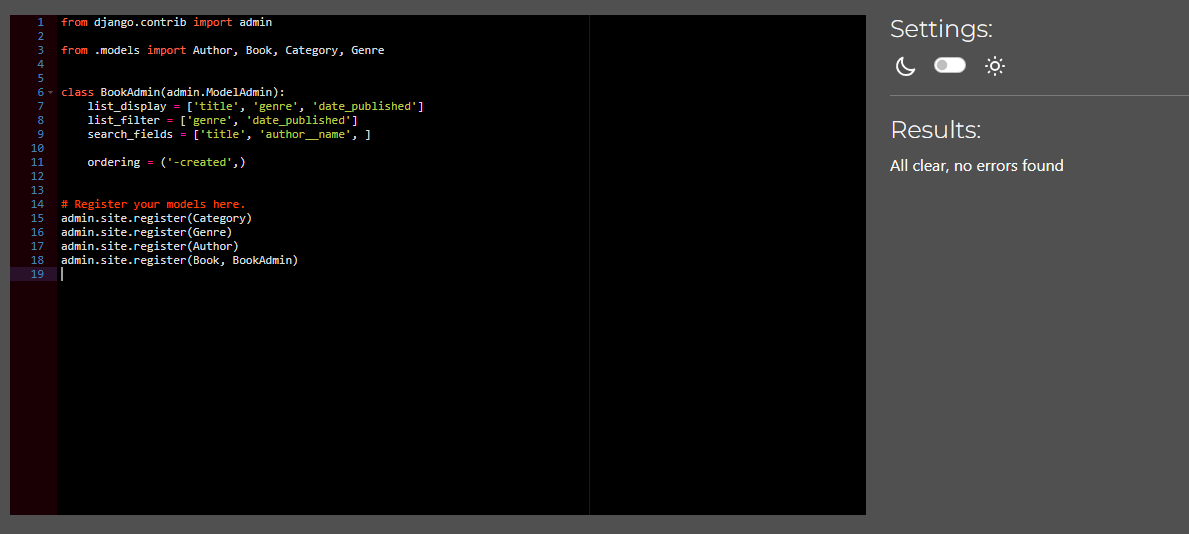 1 from django.contrib import admin
2
3 from .models import Author, Book, Category, Genre
4
5
6 class BookAdmin(admin.ModelAdmin):
7     list_display = ['title', 'genre', 'date_published']
8     list_filter = ['genre', 'date_published']
9     search_fields = ['title', 'author__name', ]
10
11     ordering = ('-created',)
12
13
14 # Register your models here.
15 admin.site.register(Category)
16 admin.site.register(Genre)
17 admin.site.register(Author)
18 admin.site.register(Book, BookAdmin)
19
Settings:
Results:
All clear, no errors found